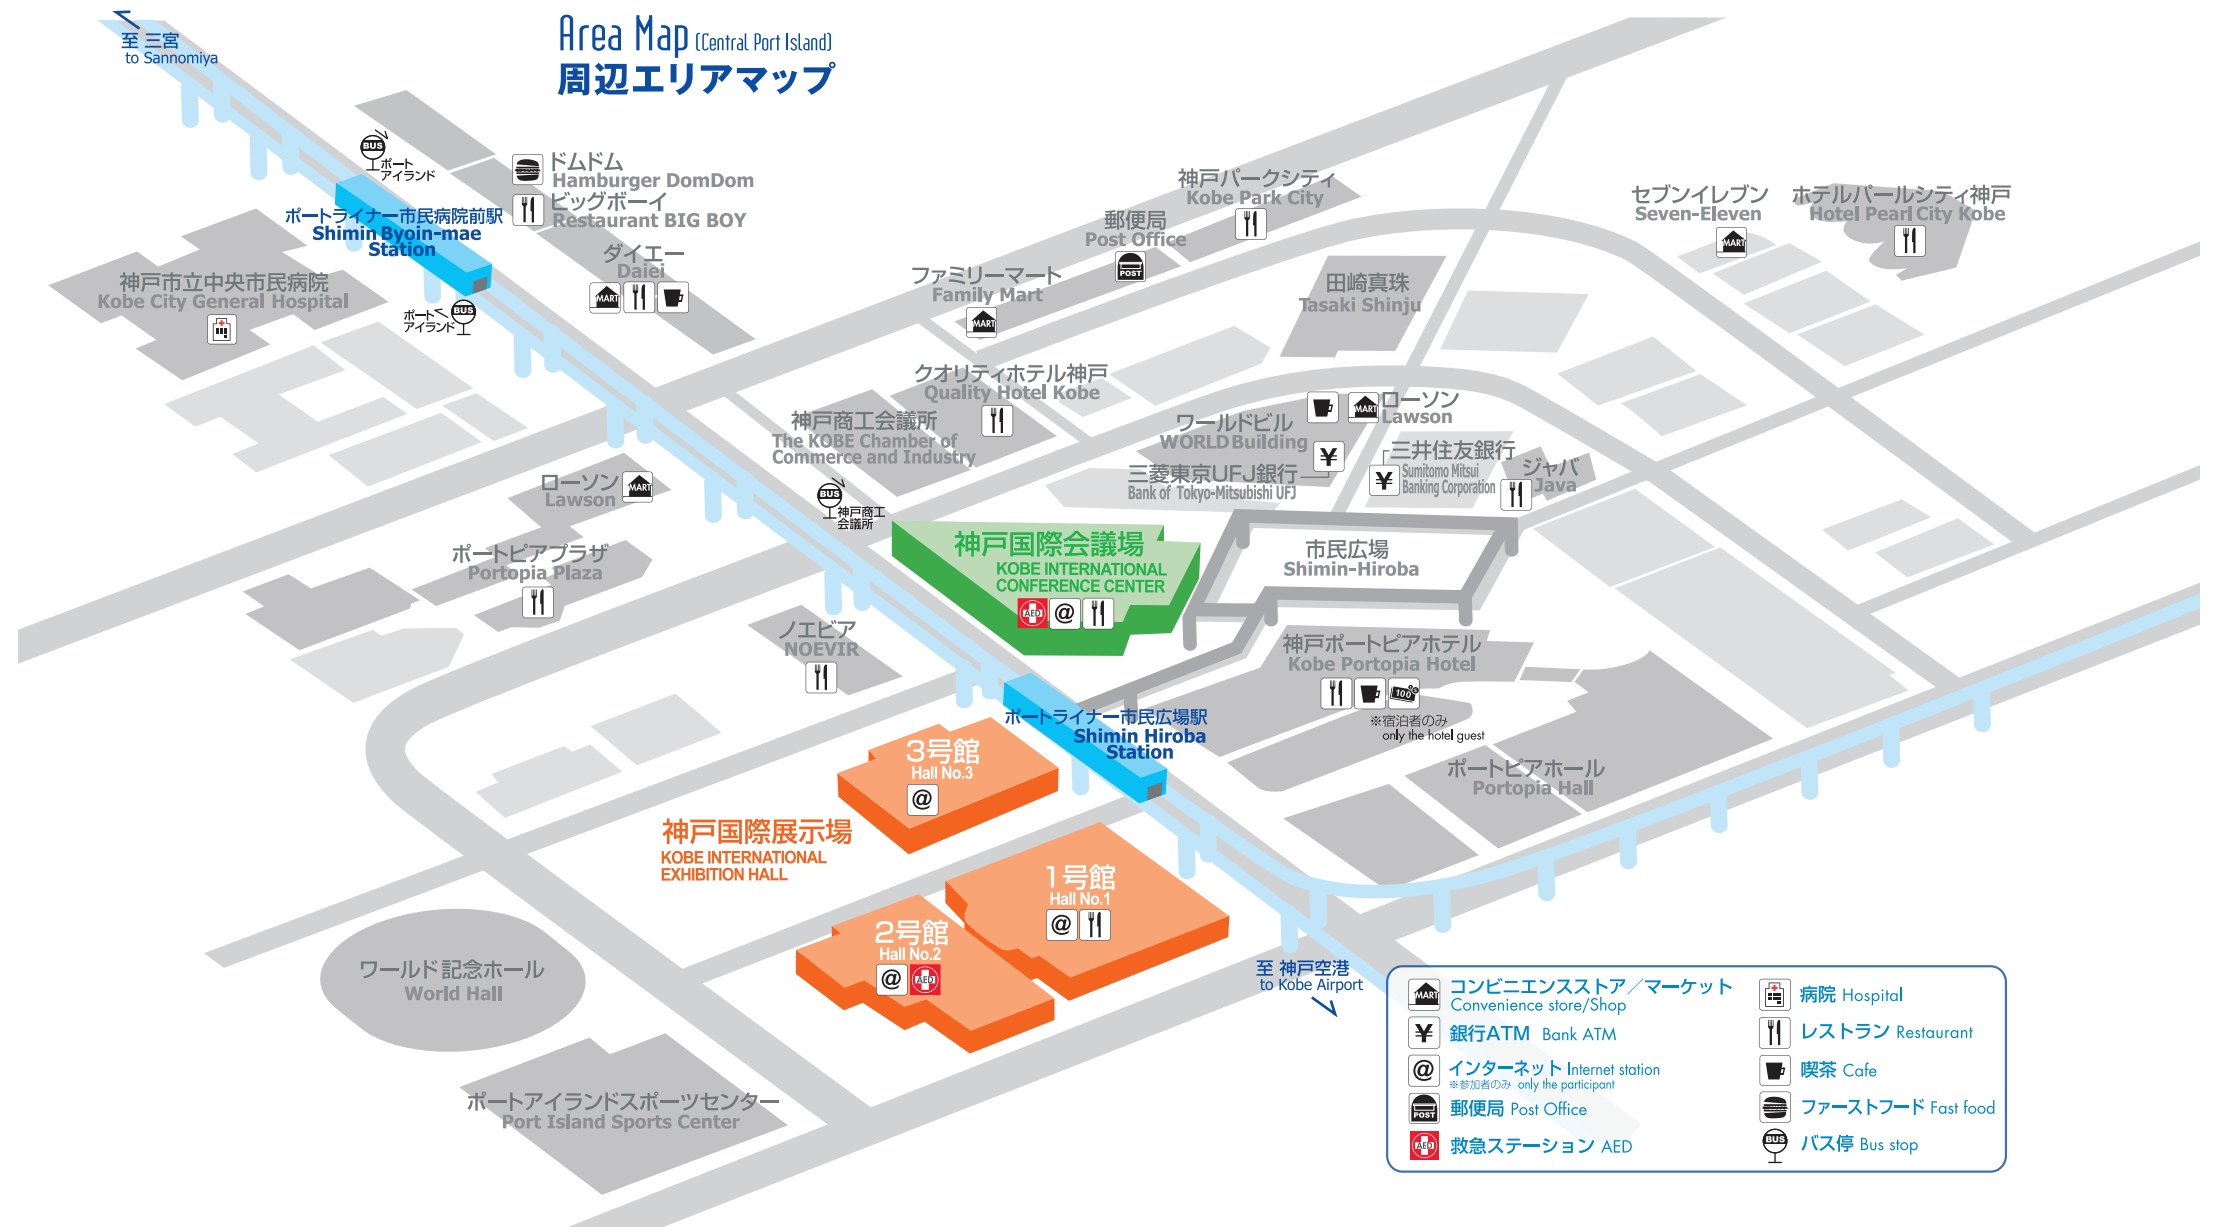 至 三宮
to Sannomiya
Area Map (Central Port Island)
周辺エリアマップ
BUS
ポート
アイランド
ドムドム
Hamburger DomDom
ビッグボーイ
Restaurant BIG BOY
ポートライナー市民病院前駅
Shimin Byoin-mae
Station
ダイエー
Daiei
MART
神戸市立中央市民病院
Kobe City General Hospital
BUS
ポート
アイランド
神戸パークシティ
Kobe Park City
郵便局
Post Office
POST
ファミリーマート
Family Mart
MART
セブンイレブン
Seven-Eleven
MART
ホテルパールシティ神戸
Hotel Pearl City Kobe
田崎真珠
Tasaki Shinju
クオリティホテル神戸
Quality Hotel Kobe
神戸商工会議所
The KOBE Chamber of
Commerce and Industry
MART
ローソン
Lawson
ワールドビル
WORLD Building
¥
三菱東京UFJ銀行
Bank of Tokyo-Mitsubishi UFJ
三井住友銀行
¥
Sumitomo Mitsui
Banking Corporation
ジャバ
Java
ローソン
Lawson
MART
BUS
神戸商工
会議所
ポートピアプラザ
Portopia Plaza
神戸国際会議場
KOBE INTERNATIONAL
CONFERENCE CENTER
AED
@
市民広場
Shimin-Hiroba
ノエビア
NOEVIR
神戸ポートピアホテル
Kobe Portopia Hotel
100
※宿泊者のみ
only the hotel guest
ポートライナー市民広場駅
Shimin Hiroba
Station
3号館
Hall No.3
@
ポートピアホール
Portopia Hall
神戸国際展示場
KOBE INTERNATIONAL
EXHIBITION HALL
1号館
Hall No.1
@
2号館
Hall No.2
@
AED
ワールド記念ホール
World Hall
至 神戸空港
to Kobe Airport
ポートアイランドスポーツセンター
Port Island Sports Center
MART
コンビニエンスストア／マーケット
Convenience store/Shop
¥
銀行ATM Bank ATM
@
インターネット Internet station
※参加者のみ only the participant
POST
郵便局 Post Office
AED
救急ステーション AED
病院 Hospital
レストラン Restaurant
喫茶 Cafe
ファーストフード Fast food
BUS
バス停 Bus stop